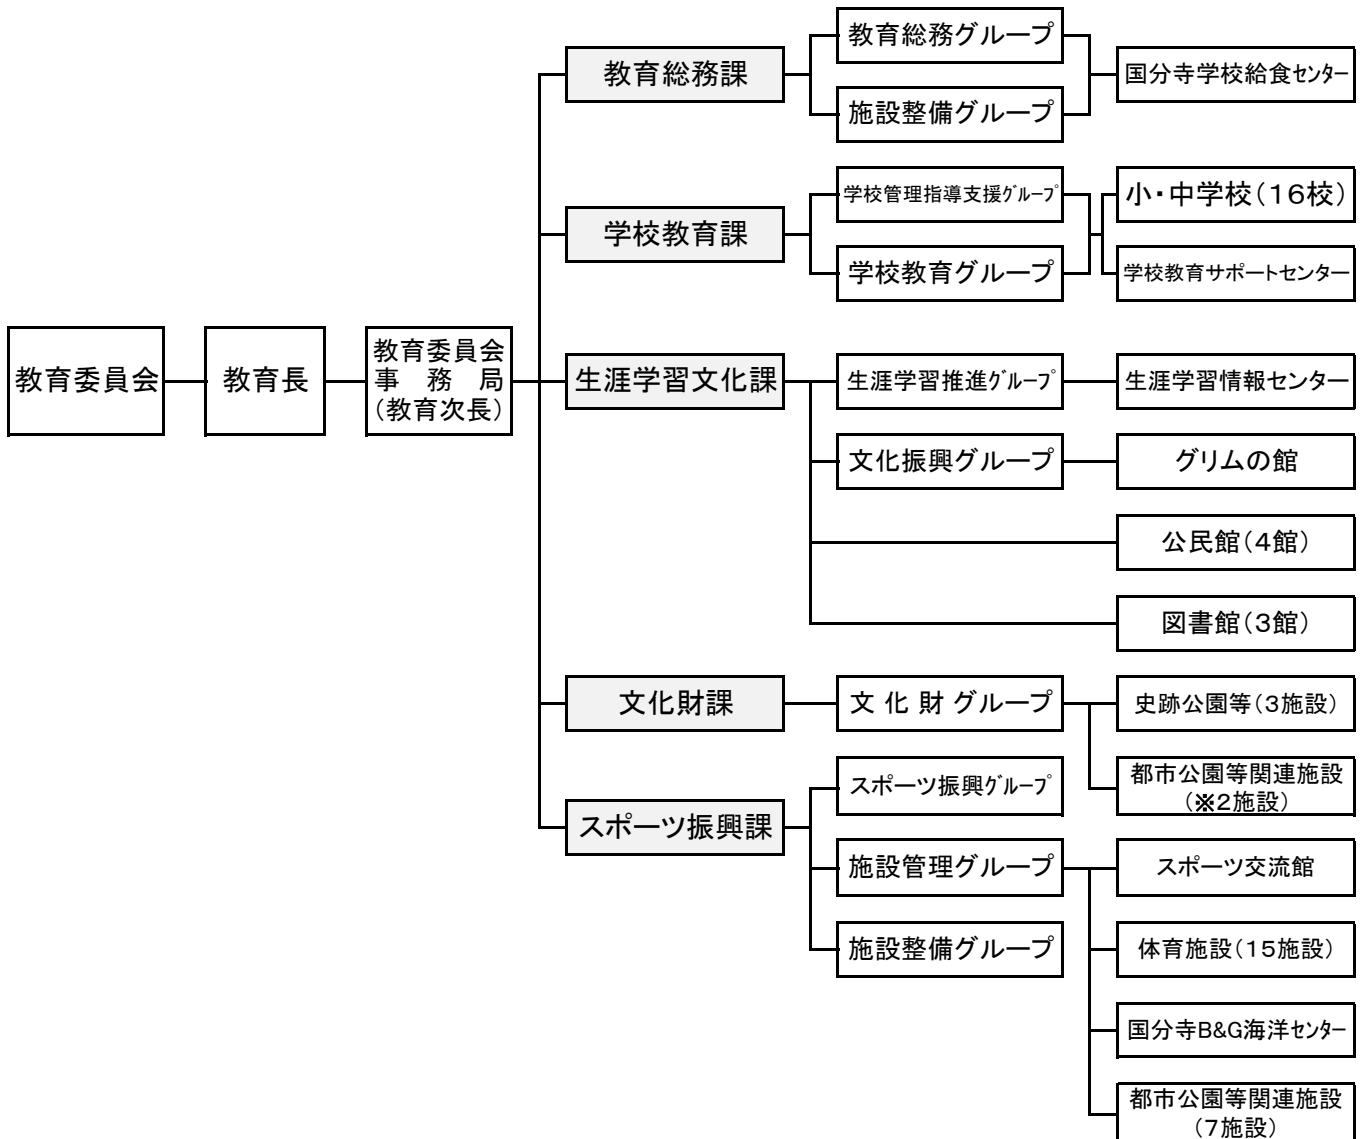 教育委員会
教育長
教育委員会
事務局
(教育次長)
教育総務課
教育総務グループ
施設整備グループ
国分寺学校給食ｾﾝﾀｰ
学校教育課
学校管理指導支援ｸﾞﾙｰﾌﾟ
学校教育グループ
小・中学校(16校)
学校教育サポートセンター
生涯学習文化課
生涯学習推進ｸﾞﾙｰﾌﾟ
生涯学習情報センター
文化振興グループ
グリムの館
公民館(4館)
図書館(3館)
文化財課
文 化 財 グループ
史跡公園等(3施設)
都市公園等関連施設
(※2施設)
スポーツ振興課
スポーツ振興ｸﾞﾙｰﾌﾟ
施設管理グループ
施設整備グループ
スポーツ交流館
体育施設(15施設)
国分寺B&G海洋ｾﾝﾀｰ
都市公園等関連施設
(7施設)